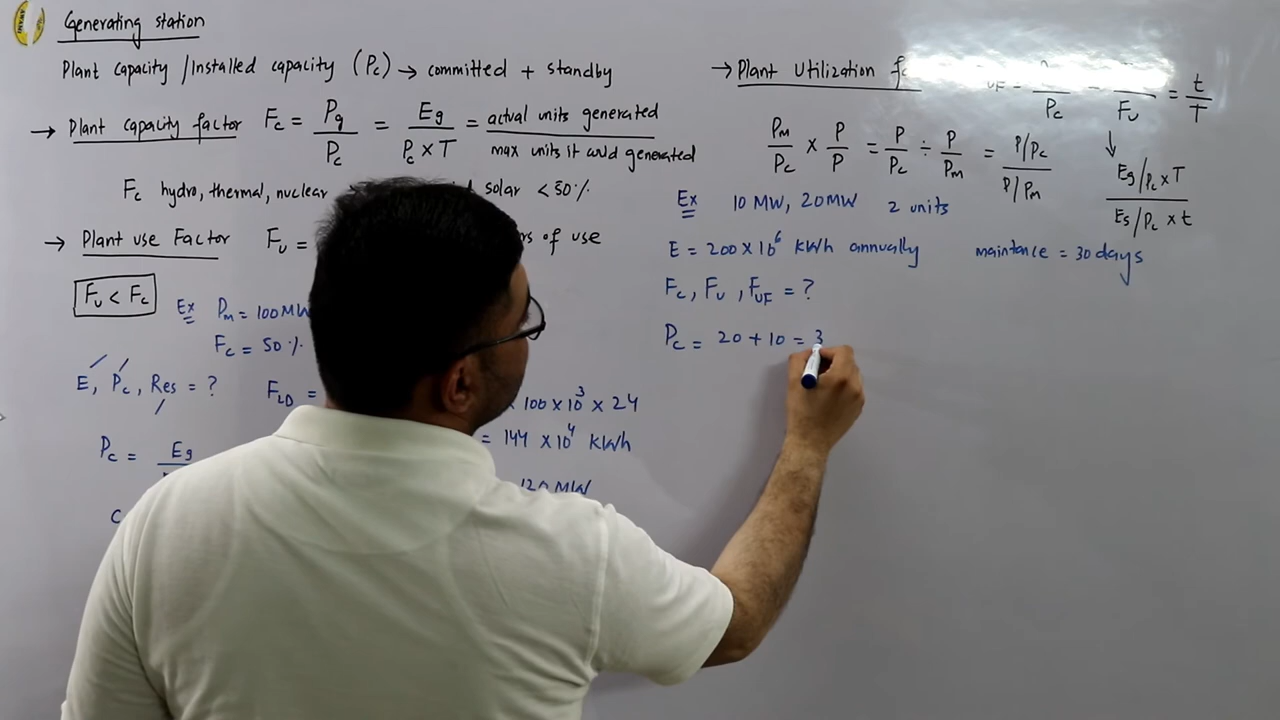 Generating station
Plant capacity /Installed capacity (Pc) → committed + standby
→ Plant capacity factor Fc = Pg / Pc = Eg / Pc × T = actual units generated / max units it could generated
Fc hydro, thermal, nuclear solar < 50%
→ Plant use Factor Fu = of use
Fu < Fc
Ex Pm = 100 MW
Fc = 50%
E, Pc, Res = ?
FLD =
× 100 × 10³ × 24
= 144 × 10⁴ kWh
Pc = Eg
120 MW
→ Plant Utilization
Pc Fu = t / T
Pm / Pc × P / P = P / Pc ÷ P / Pm = P/Pc / P/Pm
↓
Eg/Pc × T / Es/Pc × t
Ex 10 MW, 20MW 2 units
E = 200 × 10⁶ kWh annually maintance = 30 days
Fc, Fu, FUF = ?
Pc = 20 + 10 = 3